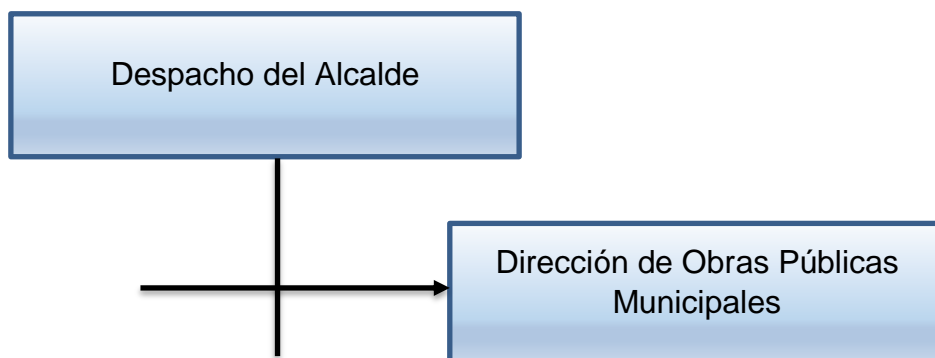 Despacho del Alcalde
Dirección de Obras Públicas
Municipales